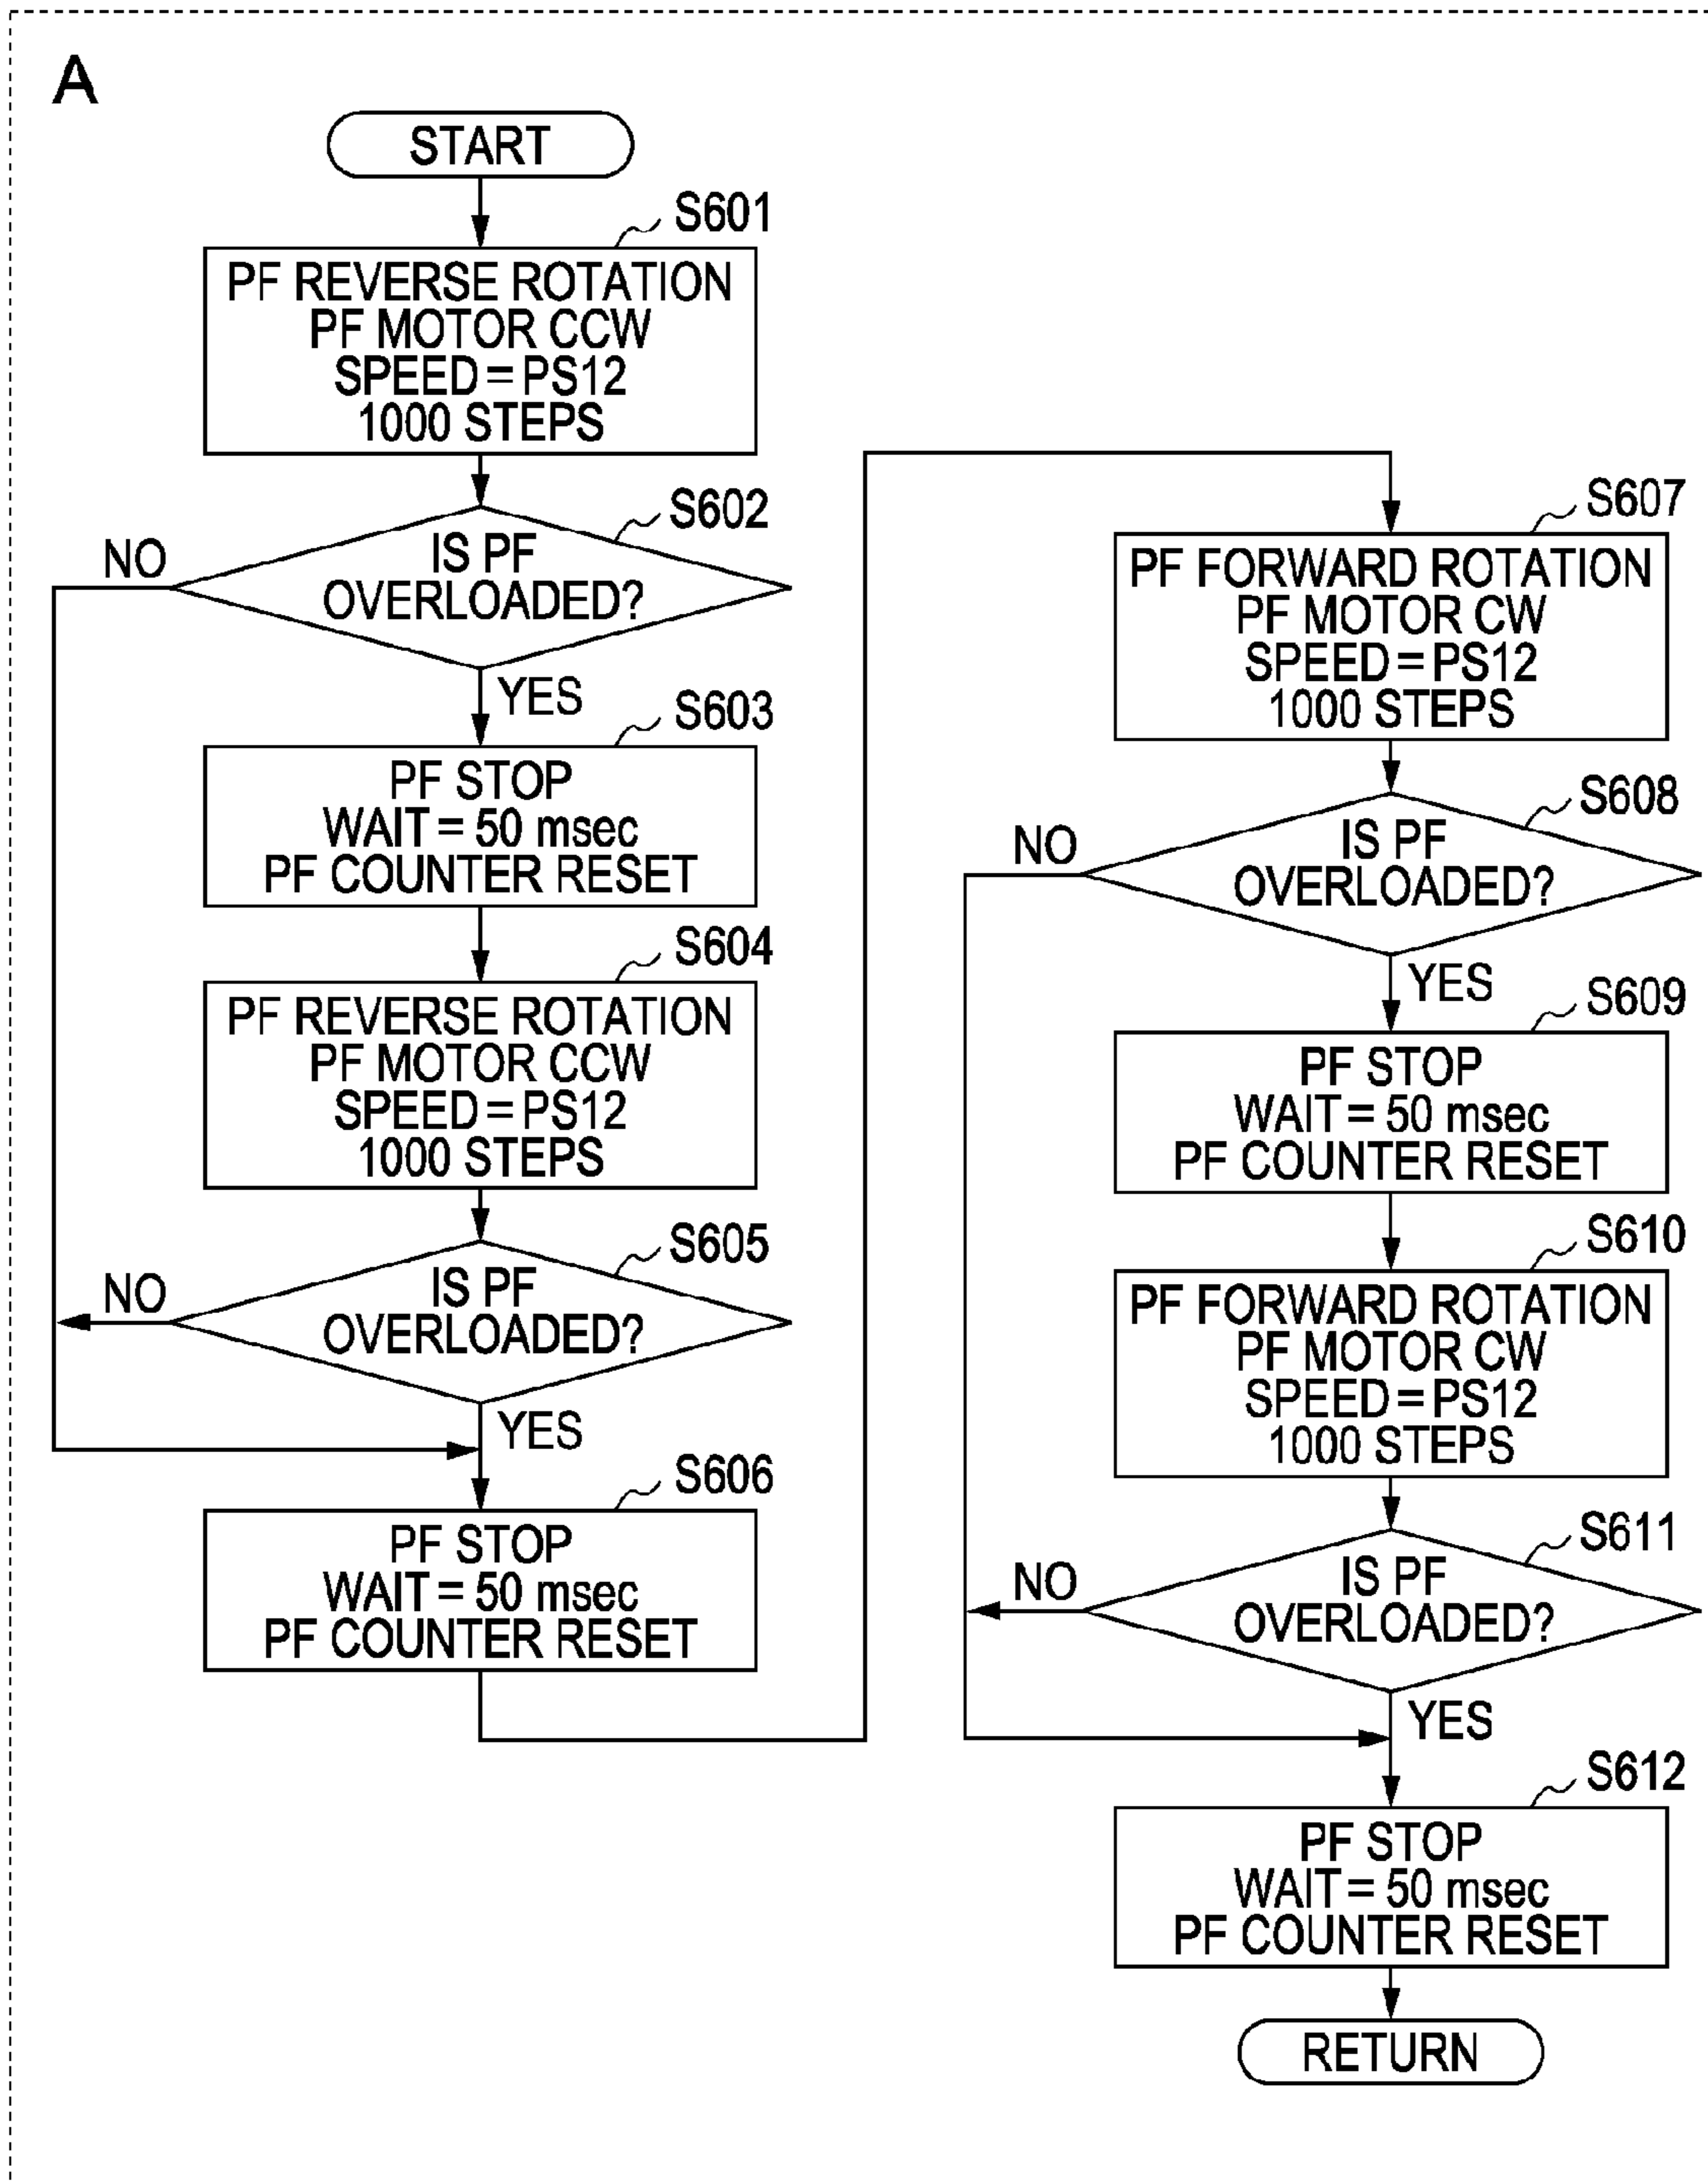 A
START
S601
PF REVERSE ROTATION
PF MOTOR CCW
SPEED = PS12
1000 STEPS
S602
IS PF
OVERLOADED?
NO
YES
S603
PF STOP
WAIT = 50 msec
PF COUNTER RESET
S604
PF REVERSE ROTATION
PF MOTOR CCW
SPEED = PS12
1000 STEPS
S605
IS PF
OVERLOADED?
NO
YES
S606
PF STOP
WAIT = 50 msec
PF COUNTER RESET
S607
PF FORWARD ROTATION
PF MOTOR CW
SPEED = PS12
1000 STEPS
S608
IS PF
OVERLOADED?
NO
YES
S609
PF STOP
WAIT = 50 msec
PF COUNTER RESET
S610
PF FORWARD ROTATION
PF MOTOR CW
SPEED = PS12
1000 STEPS
S611
IS PF
OVERLOADED?
NO
YES
S612
PF STOP
WAIT = 50 msec
PF COUNTER RESET
RETURN